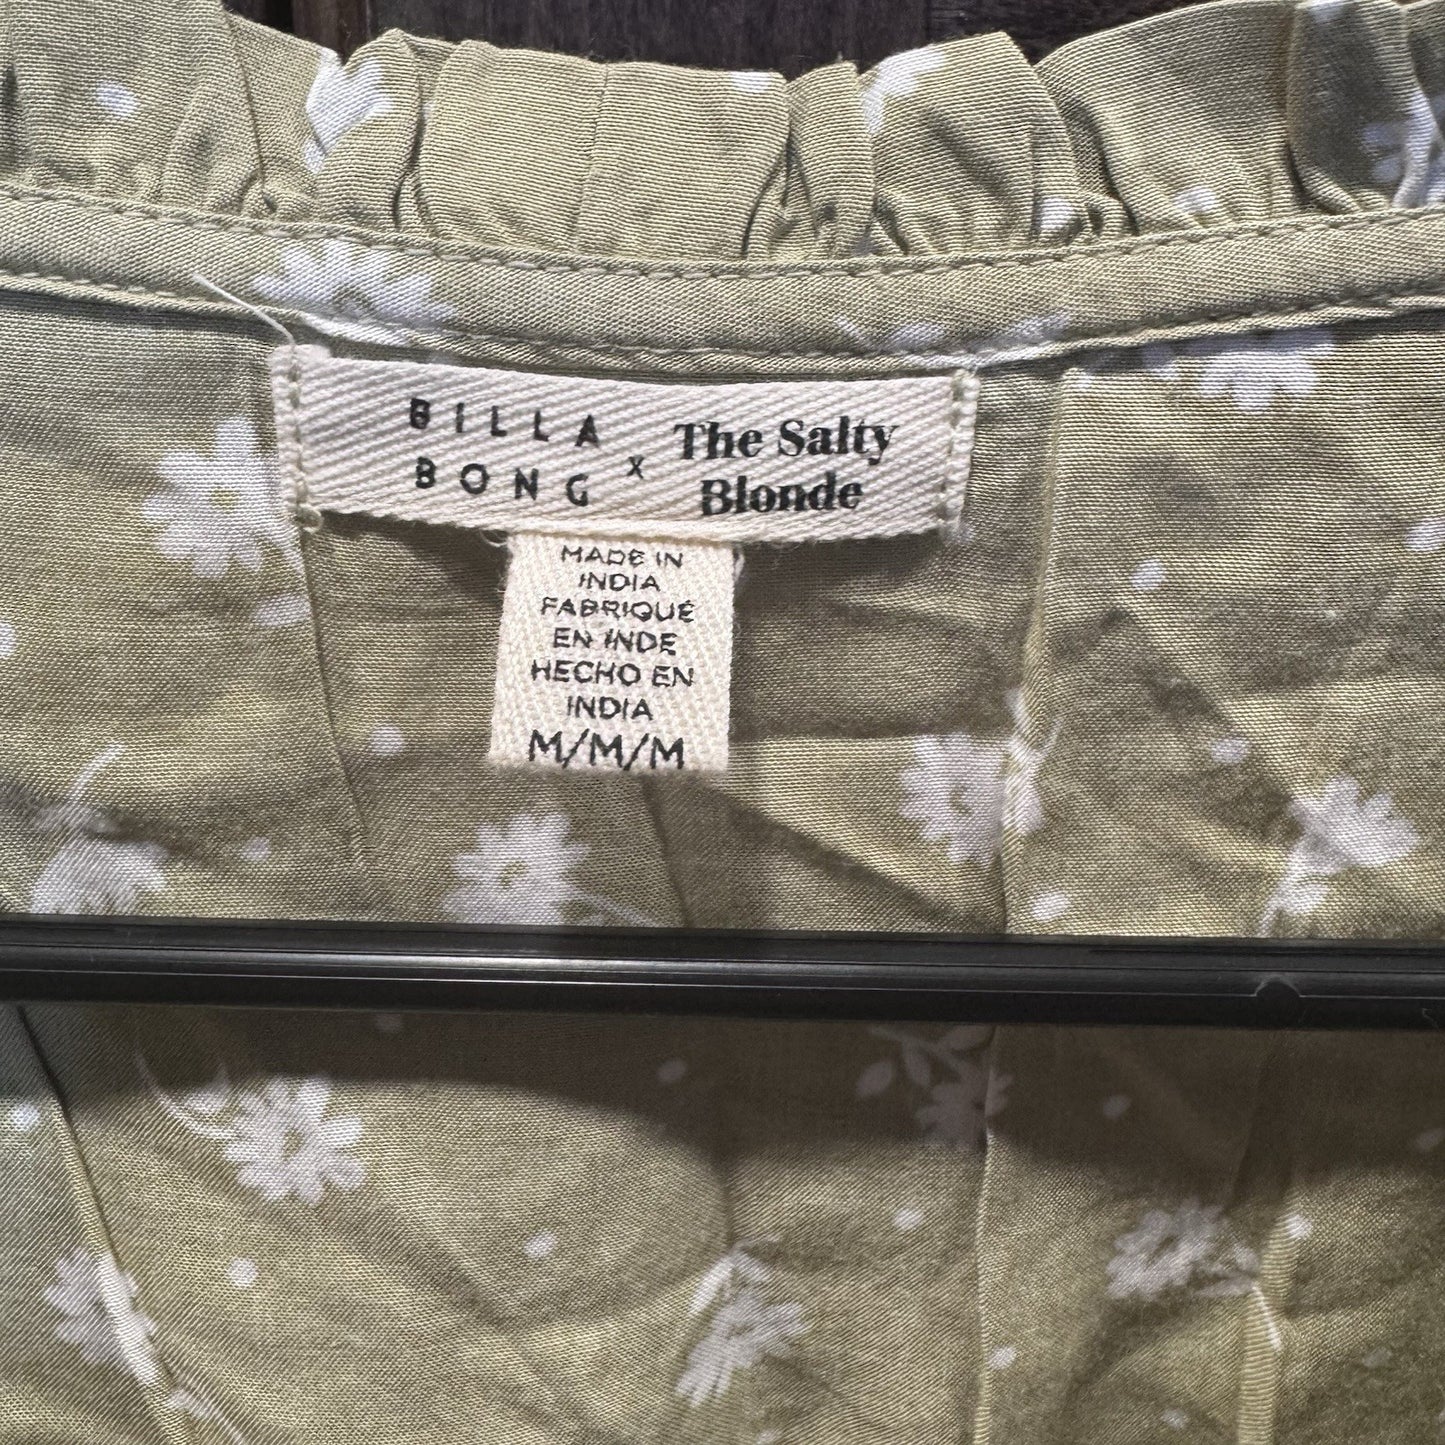 BILLA
BONG
x
The Salty
Blonde
MADE IN
INDIA
FABRIQUÉ
EN INDE
HECHO EN
INDIA
M/M/M